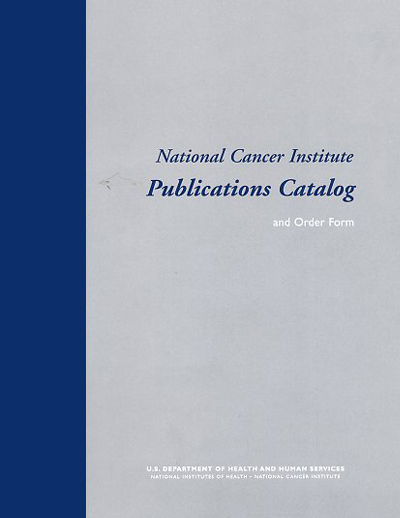 National Cancer Institute
Publications Catalog
and Order Form
U.S. DEPARTMENT OF HEALTH AND HUMAN SERVICES
NATIONAL INSTITUTES OF HEALTH - NATIONAL CANCER INSTITUTE